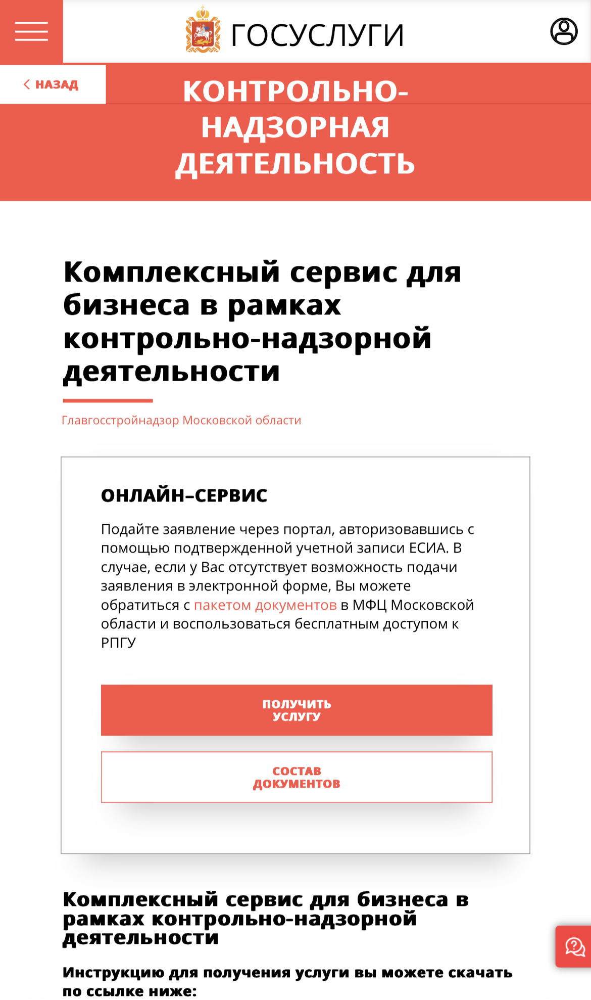 ГОСУСЛУГИ
НАЗАД
КОНТРОЛЬНО-
НАДЗОРНАЯ
ДЕЯТЕЛЬНОСТЬ
Комплексный сервис для
бизнеса в рамках
контрольно-надзорной
деятельности
Главгосстройнадзор Московской области
ОНЛАЙН–СЕРВИС
Подайте заявление через портал, авторизовавшись с
помощью подтвержденной учетной записи ЕСИА. В
случае, если у Вас отсутствует возможность подачи
заявления в электронной форме, Вы можете
обратиться с пакетом документов в МФЦ Московской
области и воспользоваться бесплатным доступом к
РПГУ
ПОЛУЧИТЬ
УСЛУГУ
СОСТАВ
ДОКУМЕНТОВ
Комплексный сервис для бизнеса в
рамках контрольно-надзорной
деятельности
Инструкцию для получения услуги вы можете скачать
по ссылке ниже: